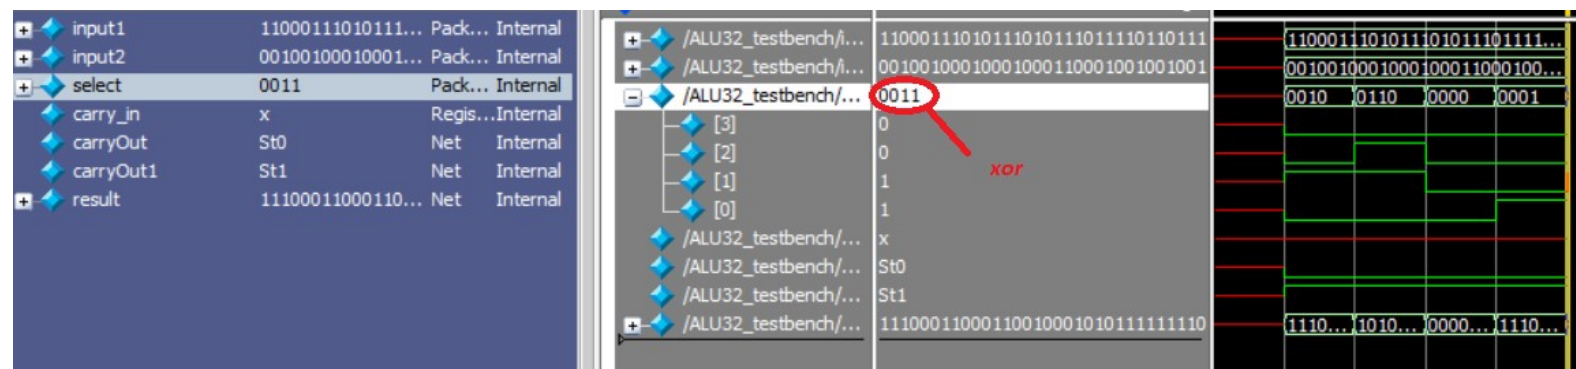 input1 11000111010111... Pack... Internal
input2 00100100010001... Pack... Internal
select 0011 Pack... Internal
carry_in x Regis...Internal
carryOut St0 Net Internal
carryOut1 St1 Net Internal
result 11100011000110... Net Internal
/ALU32_testbench/i... 11000111010111010111011110110111 1100011101011101011101111...
/ALU32_testbench/i... 00100100010001000110001001001001 0010010001000100011000100...
/ALU32_testbench/... 0011 0010 0110 0000 0001
[3] 0
[2] 0
[1] 1
[0] 1
xor
/ALU32_testbench/... x
/ALU32_testbench/... St0
/ALU32_testbench/... St1
/ALU32_testbench/... 11100011000110010001010111111110 1110... 1010... 0000... 1110...